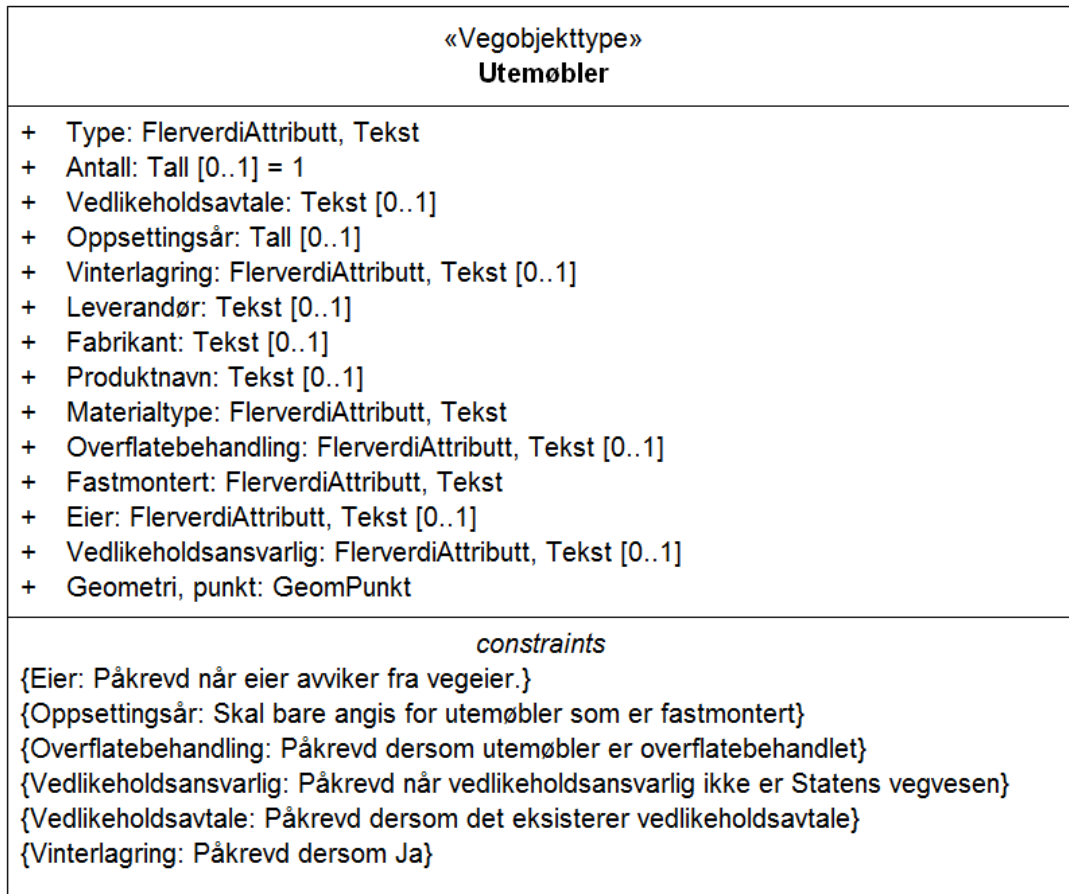 «Vegobjekttype»
Utemøbler
+ Type: FlerverdiAttributt, Tekst
+ Antall: Tall [0..1] = 1
+ Vedlikeholdsavtale: Tekst [0..1]
+ Oppsettingsår: Tall [0..1]
+ Vinterlagring: FlerverdiAttributt, Tekst [0..1]
+ Leverandør: Tekst [0..1]
+ Fabrikant: Tekst [0..1]
+ Produktnavn: Tekst [0..1]
+ Materialtype: FlerverdiAttributt, Tekst
+ Overflatebehandling: FlerverdiAttributt, Tekst [0..1]
+ Fastmontert: FlerverdiAttributt, Tekst
+ Eier: FlerverdiAttributt, Tekst [0..1]
+ Vedlikeholdsansvarlig: FlerverdiAttributt, Tekst [0..1]
+ Geometri, punkt: GeomPunkt
constraints
{Eier: Påkrevd når eier avviker fra vegeier.}
{Oppsettingsår: Skal bare angis for utemøbler som er fastmontert}
{Overflatebehandling: Påkrevd dersom utemøbler er overflatebehandlet}
{Vedlikeholdsansvarlig: Påkrevd når vedlikeholdsansvarlig ikke er Statens vegvesen}
{Vedlikeholdsavtale: Påkrevd dersom det eksisterer vedlikeholdsavtale}
{Vinterlagring: Påkrevd dersom Ja}